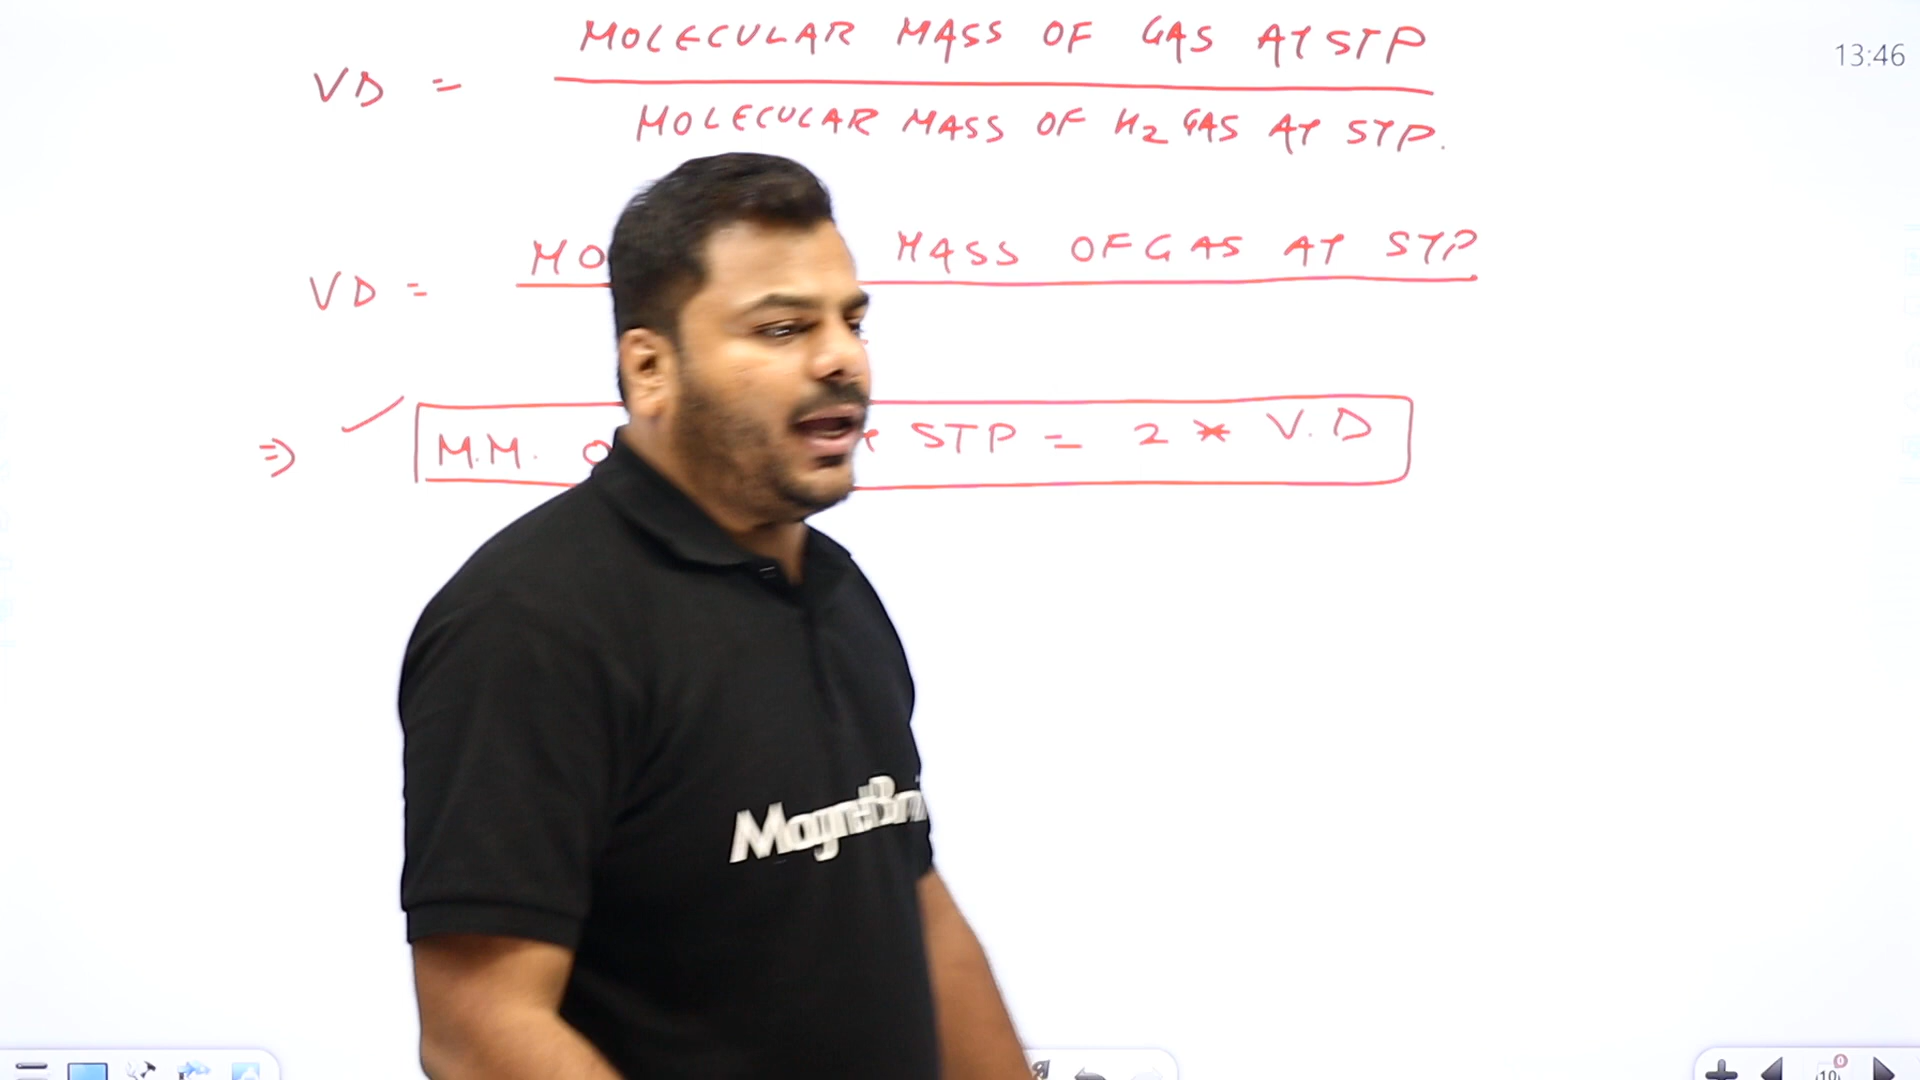 MOLECULAR MASS OF GAS AT STP
13:46
VD =
MOLECULAR MASS OF H2 GAS AT STP.
MO MASS OF GAS AT STP
VD =
⇒ M.M. STP = 2 * V.D
10